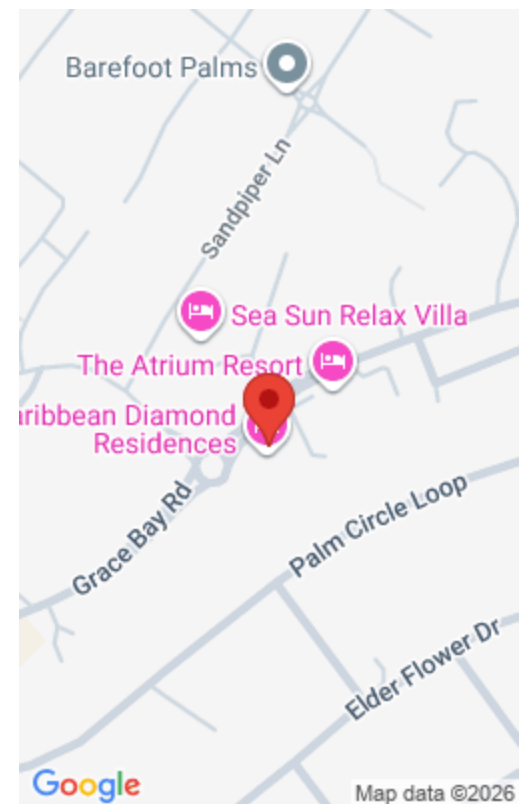 Barefoot Palms
Sandpiper Ln
Sea Sun Relax Villa
The Atrium Resort
aribbean Diamond
Residences
Grace Bay Rd
Palm Circle Loop
Elder Flower Dr
Google
Map data ©2026